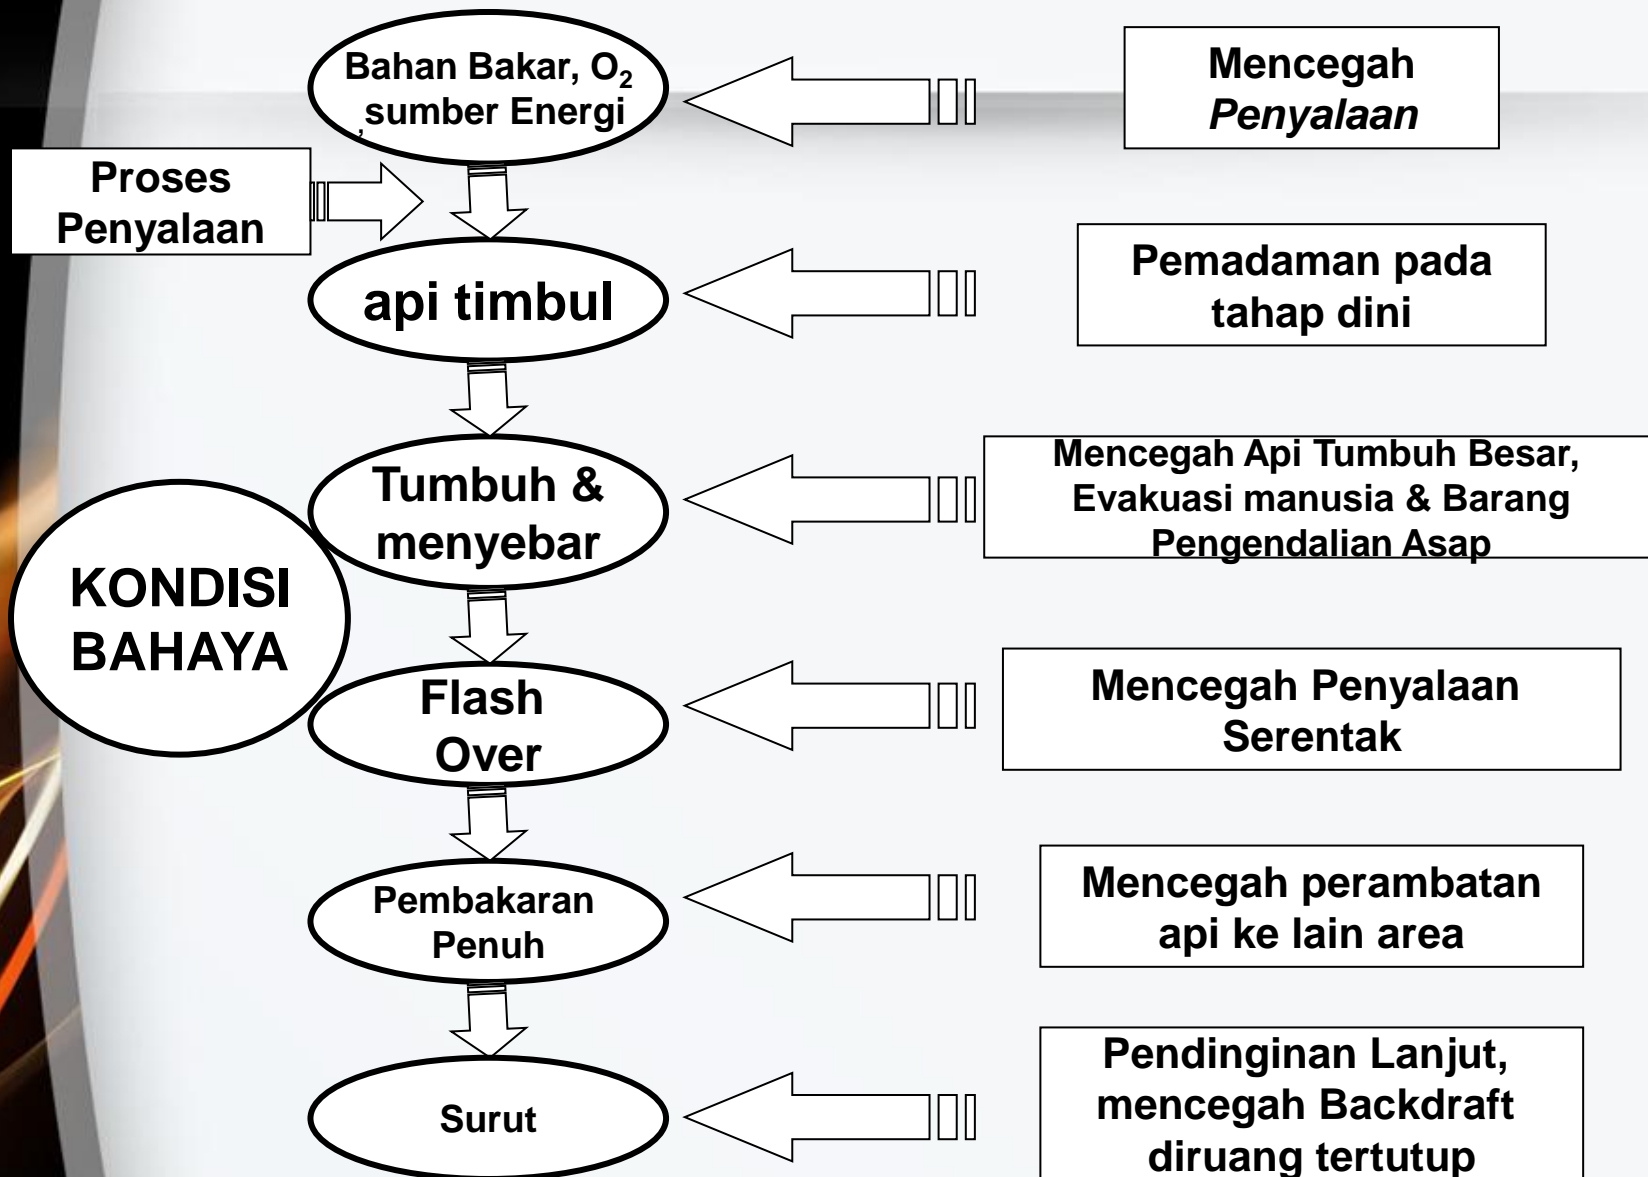 Bahan Bakar, O₂
,sumber Energi
Mencegah
Penyalaan
Proses
Penyalaan
api timbul
Pemadaman pada
tahap dini
Tumbuh &
menyebar
Mencegah Api Tumbuh Besar,
Evakuasi manusia & Barang
Pengendalian Asap
KONDISI
BAHAYA
Flash
Over
Mencegah Penyalaan
Serentak
Pembakaran
Penuh
Mencegah perambatan
api ke lain area
Surut
Pendinginan Lanjut,
mencegah Backdraft
diruang tertutup